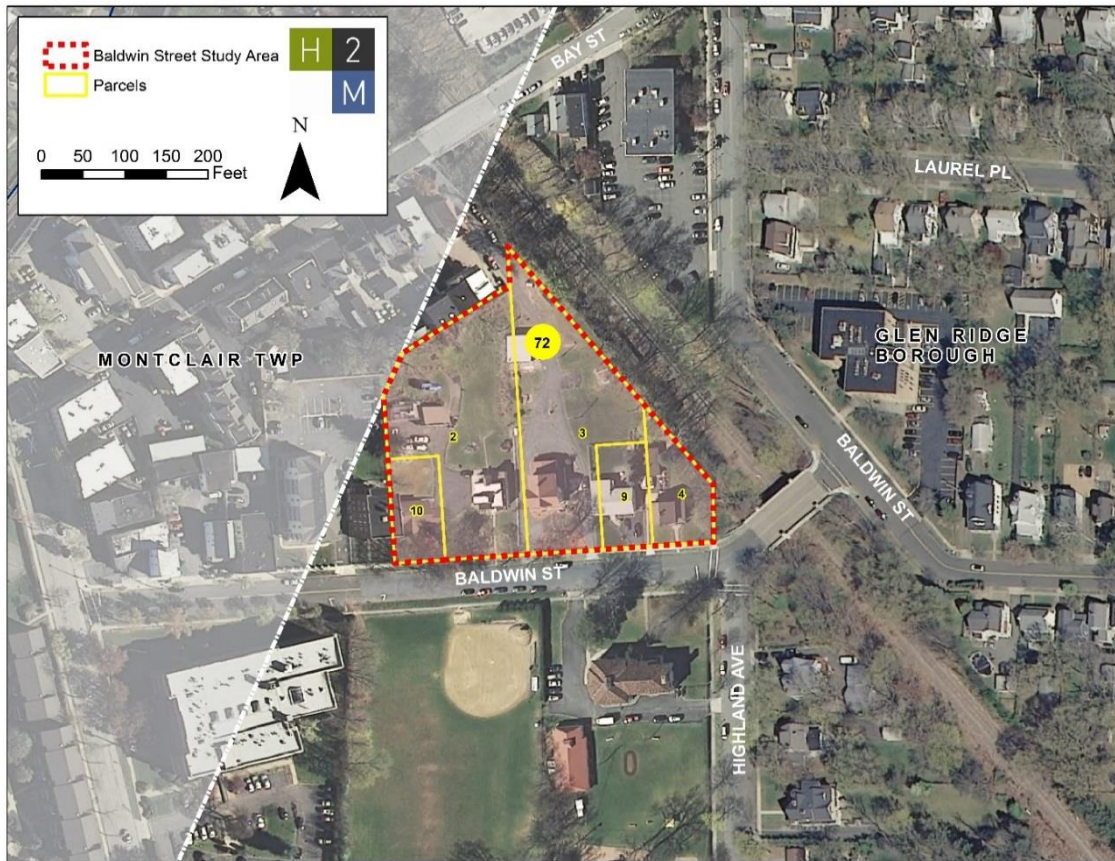 Baldwin Street Study Area
Parcels
H 2
M
N
0 50 100 150 200
Feet
BAY ST
LAUREL PL
MONTCLAIR TWP
GLEN RIDGE
BOROUGH
72
2
3
10
9
4
BALDWIN ST
BALDWIN ST
HIGHLAND AVE